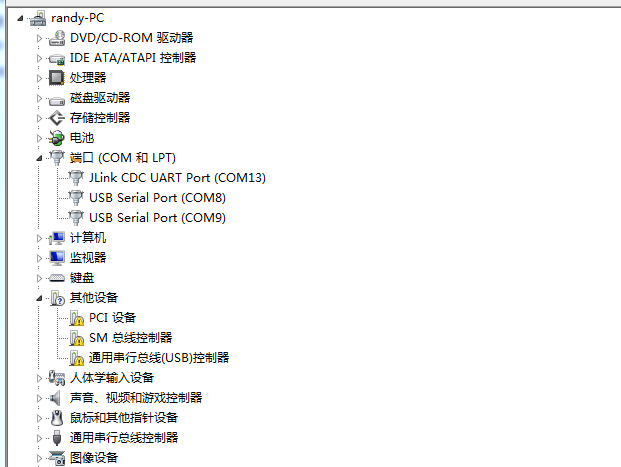 randy-PC
DVD/CD-ROM 驱动器
IDE ATA/ATAPI 控制器
处理器
磁盘驱动器
存储控制器
电池
端口 (COM 和 LPT)
JLink CDC UART Port (COM13)
USB Serial Port (COM8)
USB Serial Port (COM9)
计算机
监视器
键盘
其他设备
PCI 设备
SM 总线控制器
通用串行总线(USB)控制器
人体学输入设备
声音、视频和游戏控制器
鼠标和其他指针设备
通用串行总线控制器
图像设备